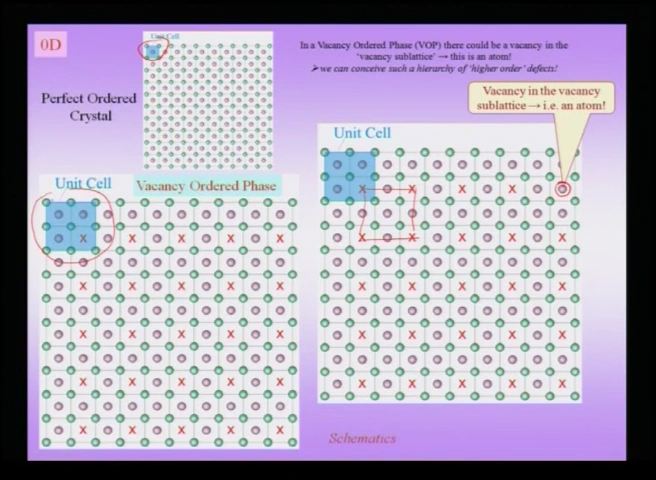 0D
Unit Cell
Perfect Ordered
Crystal
In a Vacancy Ordered Phase (VOP) there could be a vacancy in the
'vacancy sublattice' → this is an atom!
➢we can conceive such a hierarchy of 'higher order' defects!
Vacancy in the vacancy
sublattice → i.e. an atom!
Unit Cell
Unit Cell
Vacancy Ordered Phase
Schematics